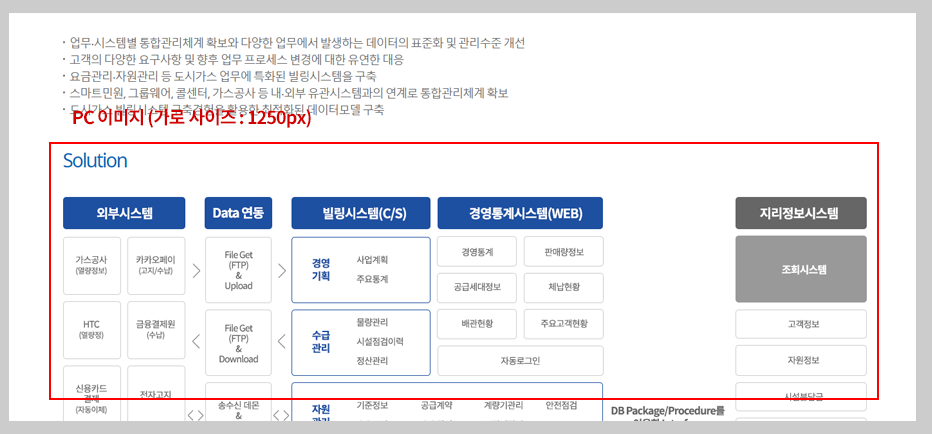 · 업무·시스템별 통합관리체계 확보와 다양한 업무에서 발생하는 데이터의 표준화 및 관리수준 개선
· 고객의 다양한 요구사항 및 향후 업무 프로세스 변경에 대한 유연한 대응
· 요금관리·자원관리 등 도시가스 업무에 특화된 빌링시스템을 구축
· 스마트민원, 그룹웨어, 콜센터, 가스공사 등 내·외부 유관시스템과의 연계로 통합관리체계 확보
· 도시가스 빌링시스템 구축경험을 활용한 최적화된 데이터모델 구축
PC 이미지 (가로 사이즈 : 1250px)
Solution
외부시스템
가스공사
(열량정보)
카카오페이
(고지/수납)
HTC
(열량정)
금융결제원
(수납)
신용카드
결제
(자동이체)
전자고지
Data 연동
File Get
(FTP)
&
Upload
File Get
(FTP)
&
Download
송수신 데몬
&
빌링시스템(C/S)
경영
기획
사업계획
주요통계
수급
관리
물량관리
시설점검이력
정산관리
경영통계시스템(WEB)
경영통계
판매량정보
공급세대정보
체납현황
배관현황
주요고객현황
자동로그인
자원
관리
기준정보
공급계약
계량기관리
안전점검
DB Package/Procedure를
지리정보시스템
조회시스템
고객정보
자원정보
시설분담금